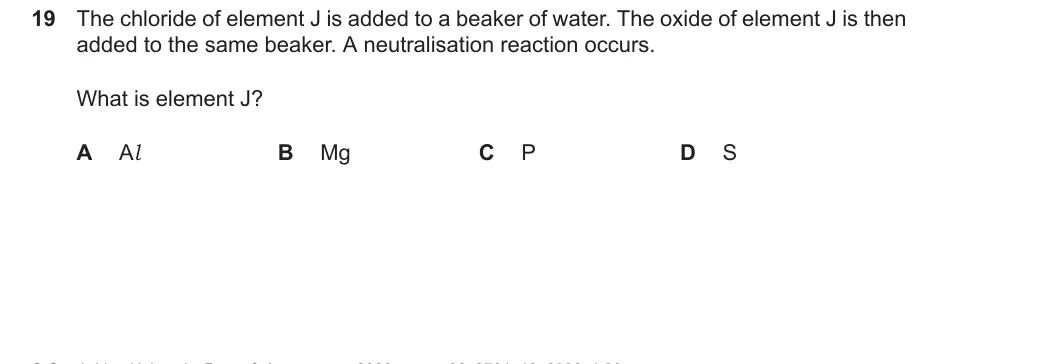 19 The chloride of element J is added to a beaker of water. The oxide of element J is then
added to the same beaker. A neutralisation reaction occurs.
What is element J?
A Al B Mg C P D S